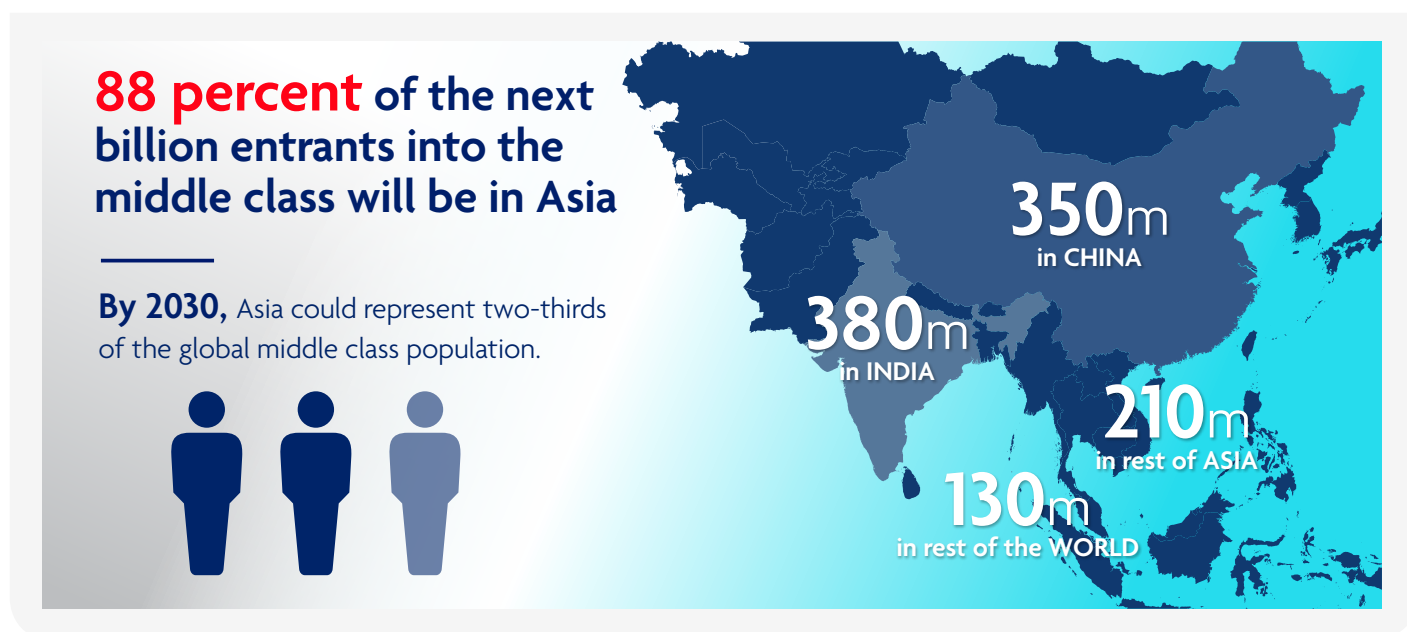 88 percent of the next
billion entrants into the
middle class will be in Asia
By 2030, Asia could represent two-thirds
of the global middle class population.
350m
in CHINA
380m
in INDIA
210m
in rest of ASIA
130m
in rest of the WORLD